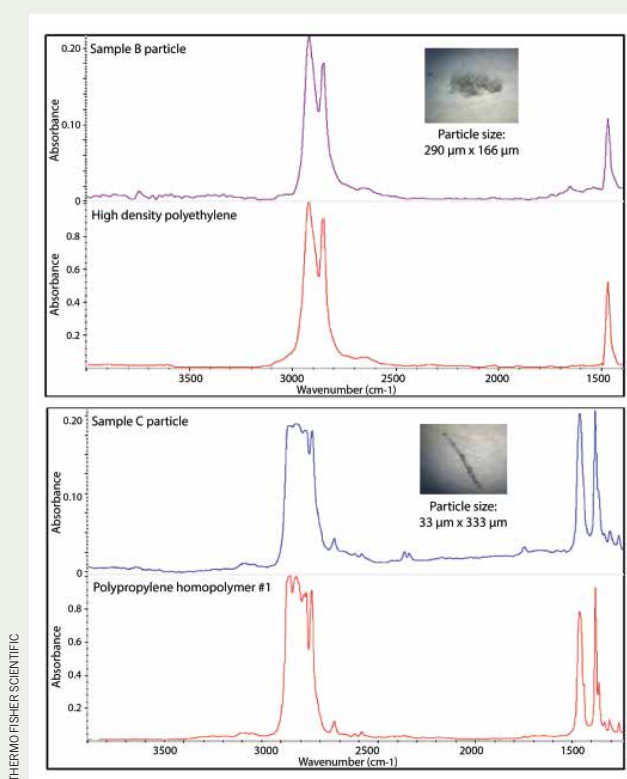 0.20
Sample B particle
Absorbance
0.10
Particle size:
290 µm x 166 µm
0
High density polyethylene
Absorbance
0.8
0.6
0.4
0.2
3500 3000 2500 2000 1500
Wavenumber (cm-1)
0.20
Sample C particle
Absorbance
0.10
Particle size:
33 µm x 333 µm
0
Polypropylene homopolymer #1
Absorbance
0.8
0.6
0.4
0.2
3500 3000 2500 2000 1500
Wavenumber (cm-1)
THERMO FISHER SCIENTIFIC